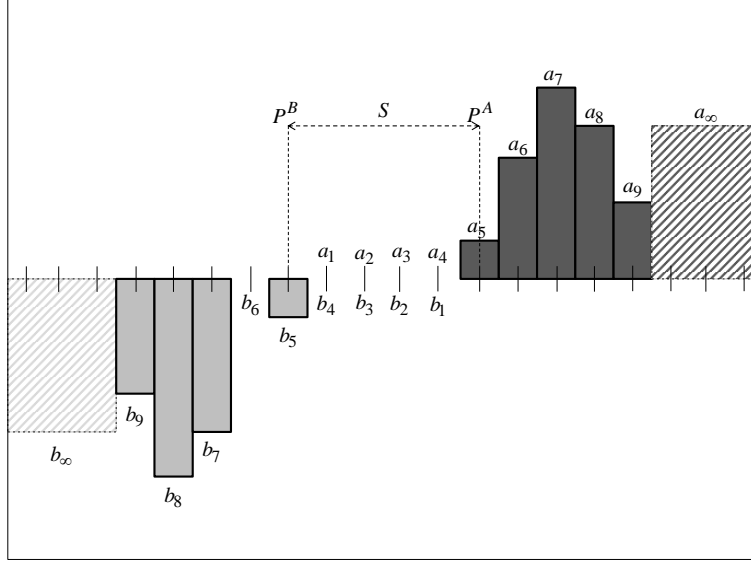 a₇
P^B S P^A a₈ a∞
a₆
a₉
a₅
a₁ a₂ a₃ a₄
b₆ b₄ b₃ b₂ b₁
b₅
b₉
b₇
b∞
b₈